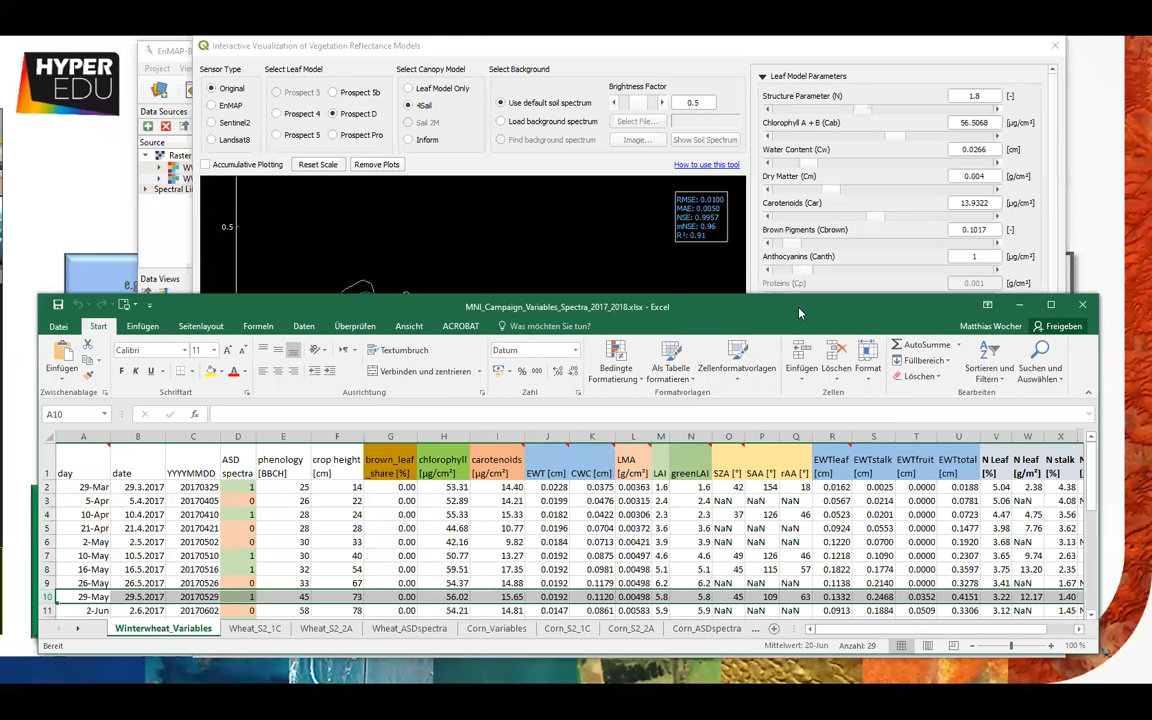 HYPER
EDU
EnMAP-B
Project Vie
Data Sources
Source
Raster
WV
WV
Spectral Lib
Data Views
e.g
Interactive Visualization of Vegetation Reflectance Models
Sensor Type
Original
EnMAP
Sentinel2
Landsat8
Select Leaf Model
Prospect 3 Prospect 5b
Prospect 4 Prospect D
Prospect 5 Prospect Pro
Select Canopy Model
Leaf Model Only
4Sail
Sail 2M
Inform
Select Background
Use default soil spectrum
Load background spectrum
Find background spectrum
Brightness Factor
0.5
Select File...
Image... Show Soil Spectrum
Accumulative Plotting Reset Scale Remove Plots How to use this tool
Leaf Model Parameters
Structure Parameter (N) 1.8 [-]
Chlorophyll A + B (Cab) 56.5068 [µg/cm²]
Water Content (Cw) 0.0266 [cm]
Dry Matter (Cm) 0.004 [g/cm²]
Carotenoids (Car) 13.9322 [µg/cm²]
Brown Pigments (Cbrown) 0.1017 [-]
Anthocyanins (Canth) 1 [µg/cm²]
Proteins (Cp) 0.001 [g/cm²]
0.5
RMSE: 0.0100
MAE: 0.0050
NSE: 0.9957
mNSE: 0.96
R²: 0.91
MNI_Campaign_Variables_Spectra_2017_2018.xlsx - Excel
Datei Start Einfügen Seitenlayout Formeln Daten Überprüfen Ansicht ACROBAT Was möchten Sie tun? Matthias Wocher Freigeben
Einfügen
Zwischenablage
Calibri 11
F K U
Schriftart
Textumbruch
Verbinden und zentrieren
Ausrichtung
Datum
% 000
Zahl
Bedingte Formatierung
Als Tabelle formatieren
Zellenformatvorlagen
Formatvorlagen
Einfügen Löschen Format
Zellen
AutoSumme
Füllbereich
Löschen
Sortieren und Filtern
Suchen und Auswählen
Bearbeiten
A10 fx
A B C D E F G H I J K L M N O P Q R S T U V W X
1 day date YYYYMMDD ASD spectra phenology [BBCH] crop height [cm] brown_leaf_share [%] chlorophyll [µg/cm²] carotenoids [µg/cm²] EWT [cm] CWC [cm] LMA [g/cm²] LAI greenLAI SZA [°] SAA [°] rAA [°] EWTleaf [cm] EWTstalk [cm] EWTfruit [cm] EWTtotal [cm] N Leaf [%] N leaf [g/m²] N stalk [%]
2 29-Mar 29.3.2017 20170329 1 25 14 0.00 53.31 14.40 0.0228 0.0375 0.00363 1.6 1.6 42 154 18 0.0162 0.0025 0.0000 0.0187 5.04 2.38 4.38
3 5-Apr 5.4.2017 20170405 0 26 22 0.00 52.89 14.21 0.0199 0.0475 0.00381 2.4 2.4 NaN NaN NaN 0.0567 0.0214 0.0000 0.0781 5.06 NaN 4.08
4 10-Apr 10.4.2017 20170410 1 28 24 0.00 55.33 15.33 0.0182 0.0422 0.00414 2.3 2.3 37 126 46 0.0523 0.0201 0.0000 0.0724 4.47 4.75 3.56
5 21-Apr 21.4.2017 20170421 0 28 28 0.00 44.68 10.77 0.0196 0.0704 0.00372 3.6 3.6 NaN NaN NaN 0.0924 0.0553 0.0000 0.1477 3.98 7.76 3.62
6 2-May 2.5.2017 20170502 0 30 33 0.00 42.16 9.82 0.0184 0.0713 0.00421 3.9 3.9 NaN NaN NaN 0.1220 0.0700 0.0000 0.1920 3.68 NaN 3.13
7 10-May 10.5.2017 20170510 1 30 40 0.00 50.77 13.27 0.0192 0.0875 0.00497 4.6 4.6 45 126 46 0.1218 0.1090 0.0000 0.2307 3.65 9.74 2.63
8 16-May 16.5.2017 20170516 1 32 54 0.00 59.51 17.35 0.0194 0.0981 0.00466 5.1 5.1 44 115 57 0.1822 0.1774 0.0000 0.3596 3.75 13.20 2.35
9 26-May 26.5.2017 20170526 0 33 67 0.00 54.37 14.88 0.0192 0.1179 0.00469 6.2 6.2 NaN NaN NaN 0.1138 0.2140 0.0000 0.3278 3.41 NaN 1.67
10 29-May 29.5.2017 20170529 1 45 73 0.00 56.02 15.65 0.0192 0.1120 0.00498 5.8 5.8 45 109 63 0.1332 0.2468 0.0352 0.4151 3.22 12.17 1.40
11 2-Jun 2.6.2017 20170602 0 58 78 0.00 54.21 14.81 0.0147 0.0861 0.00583 5.9 5.9 NaN NaN NaN 0.0913 0.1884 0.0509 0.3306 3.12 NaN 1.45
Winterwheat_Variables Wheat_S2_1C Wheat_S2_2A Wheat_ASDspectra Corn_Variables Corn_S2_1C Corn_S2_2A Corn_ASDspectra ...
Bereit Mittelwert: 28-Jun Anzahl: 29 100 %